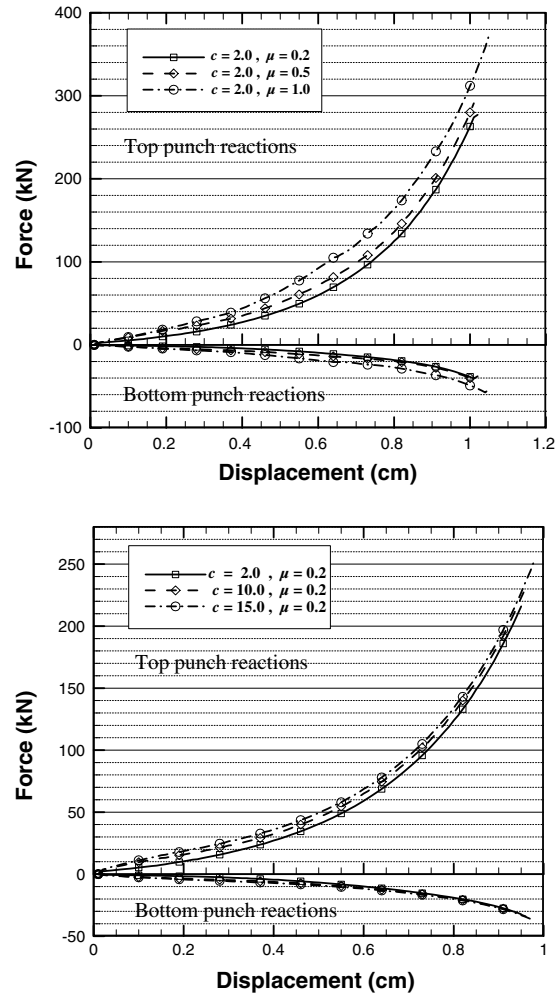 400
c = 2.0 , μ = 0.2
c = 2.0 , μ = 0.5
c = 2.0 , μ = 1.0
300
Top punch reactions
200
Force (kN)
100
0
Bottom punch reactions
-100
0 0.2 0.4 0.6 0.8 1 1.2
Displacement (cm)
c = 2.0 , μ = 0.2
c = 10.0 , μ = 0.2
c = 15.0 , μ = 0.2
250
Top punch reactions
200
150
Force (kN)
100
50
0
Bottom punch reactions
-50
0 0.2 0.4 0.6 0.8 1
Displacement (cm)